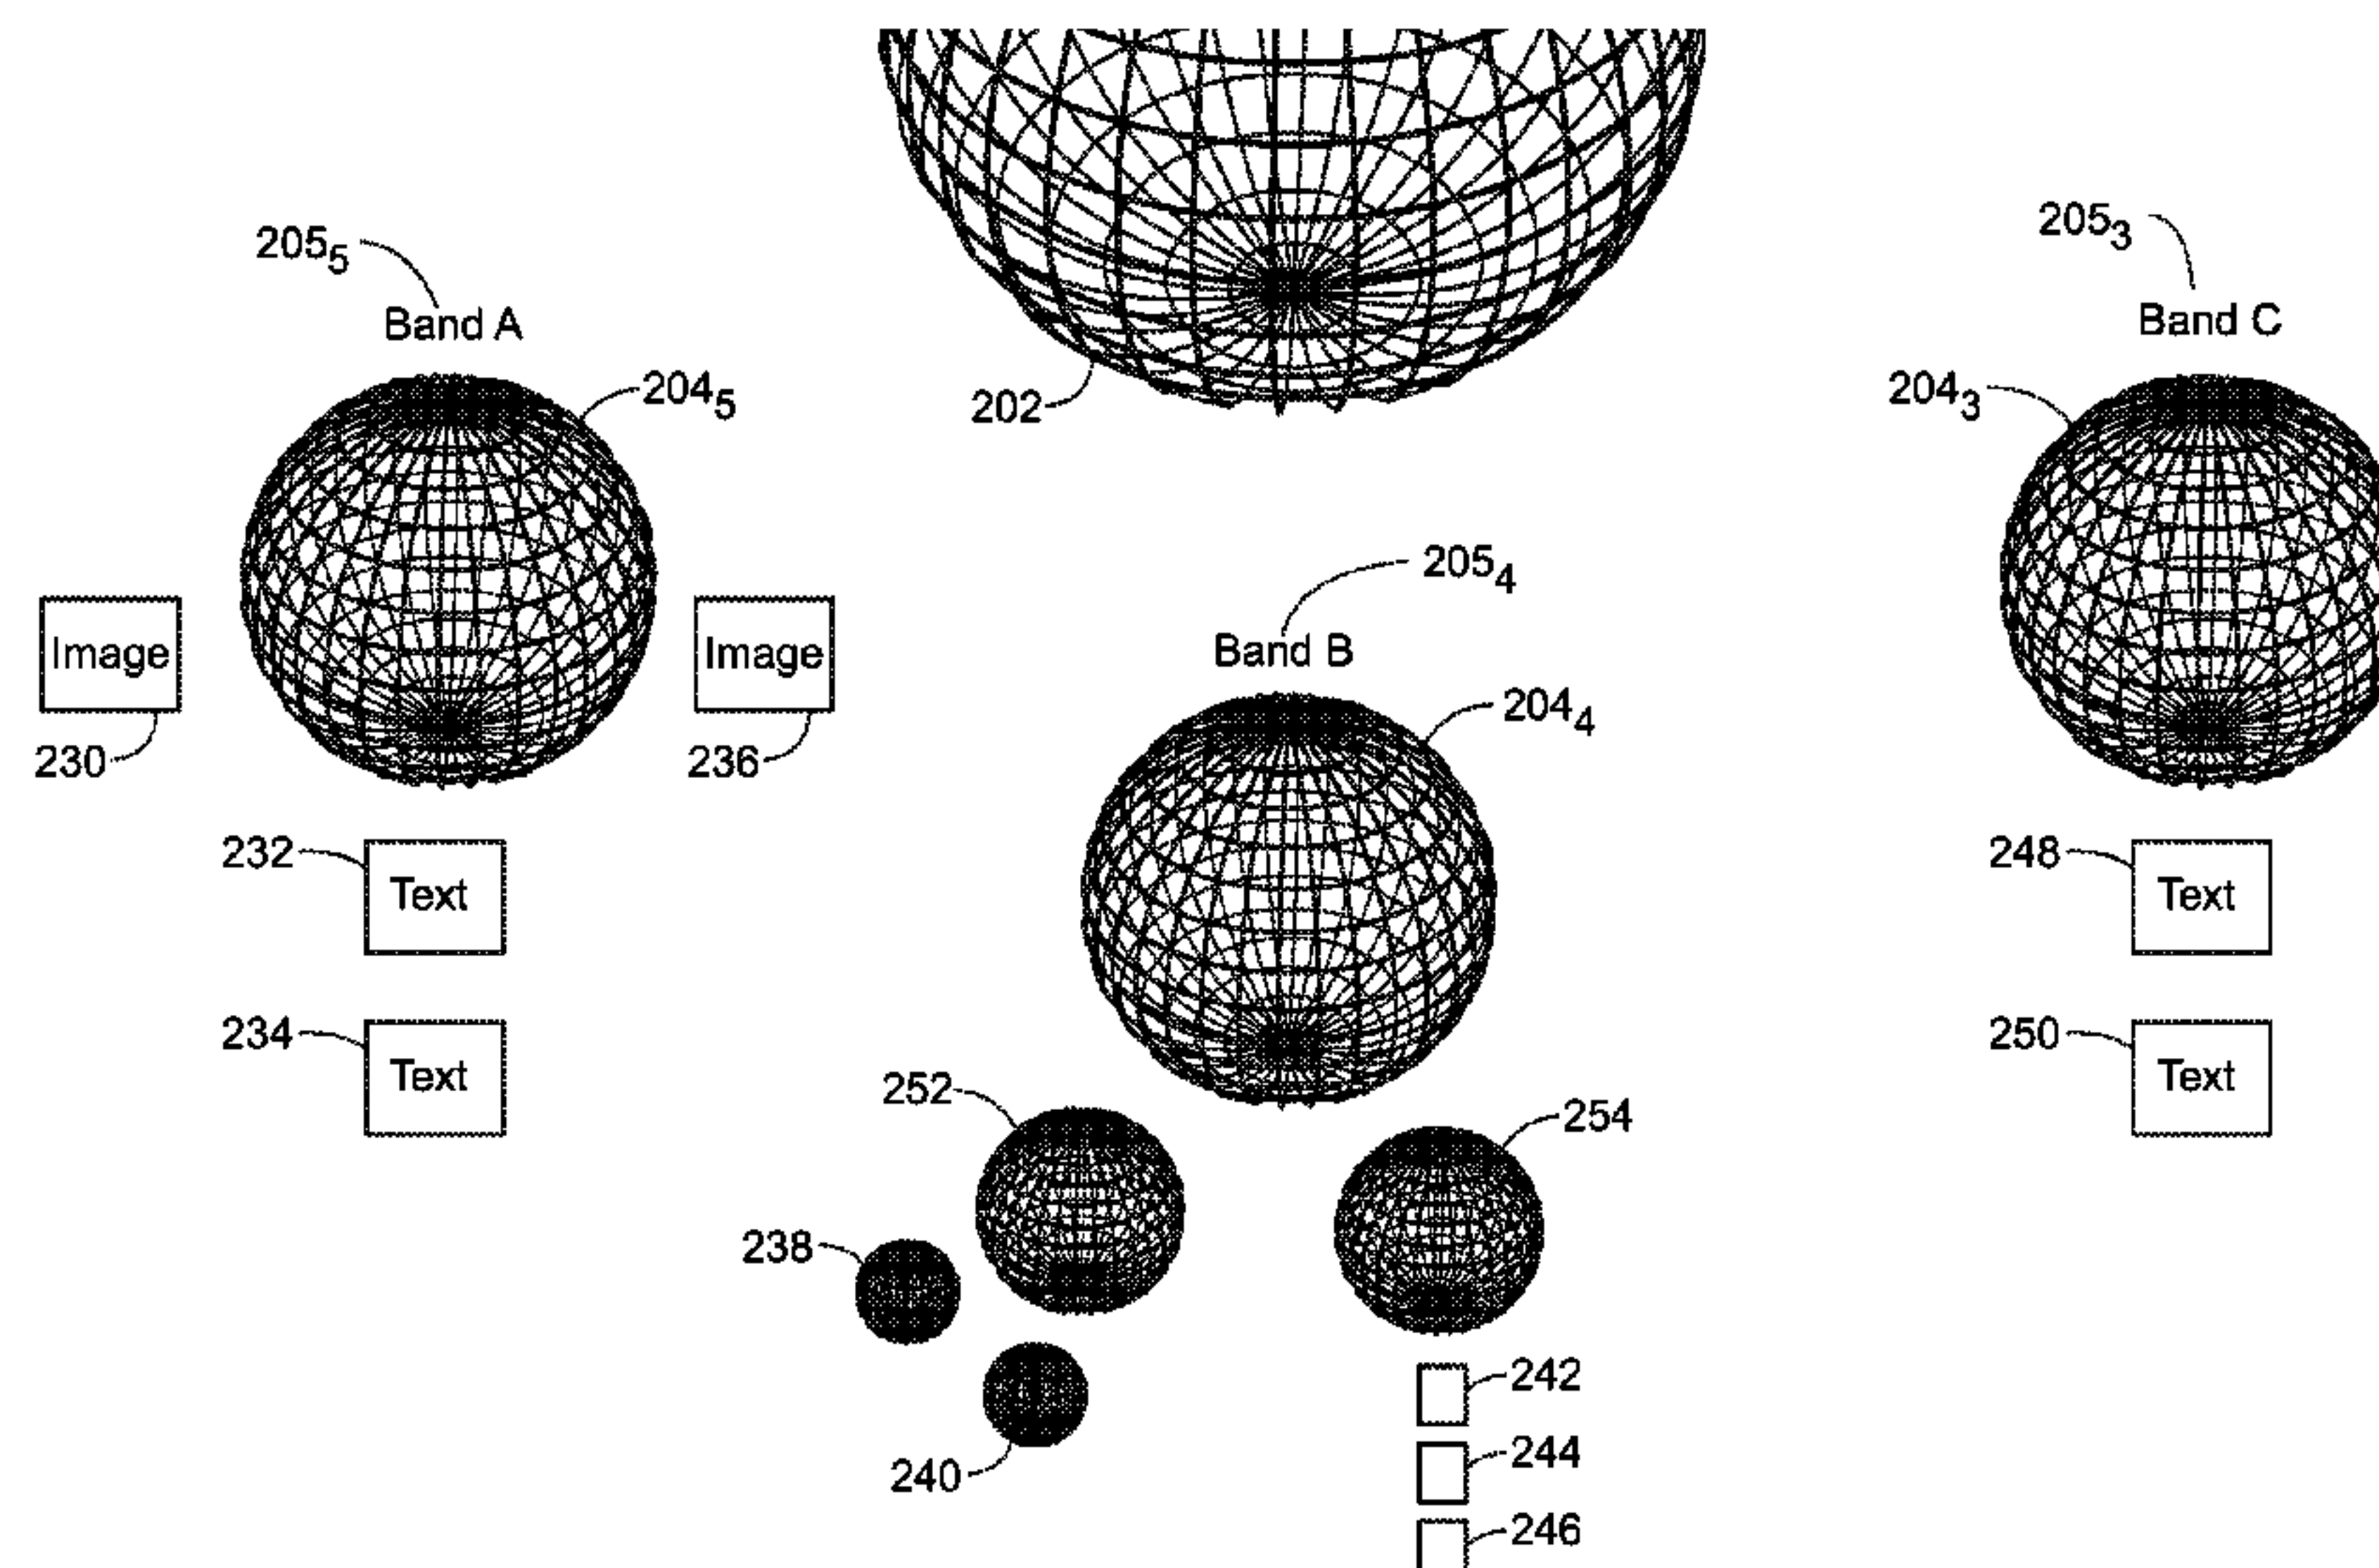 205₅
Band A
204₅
202
205₃
Band C
204₃
205₄
Band B
204₄
Image
230
Image
236
232
Text
234
Text
248
Text
250
Text
252
254
238
240
242
244
246